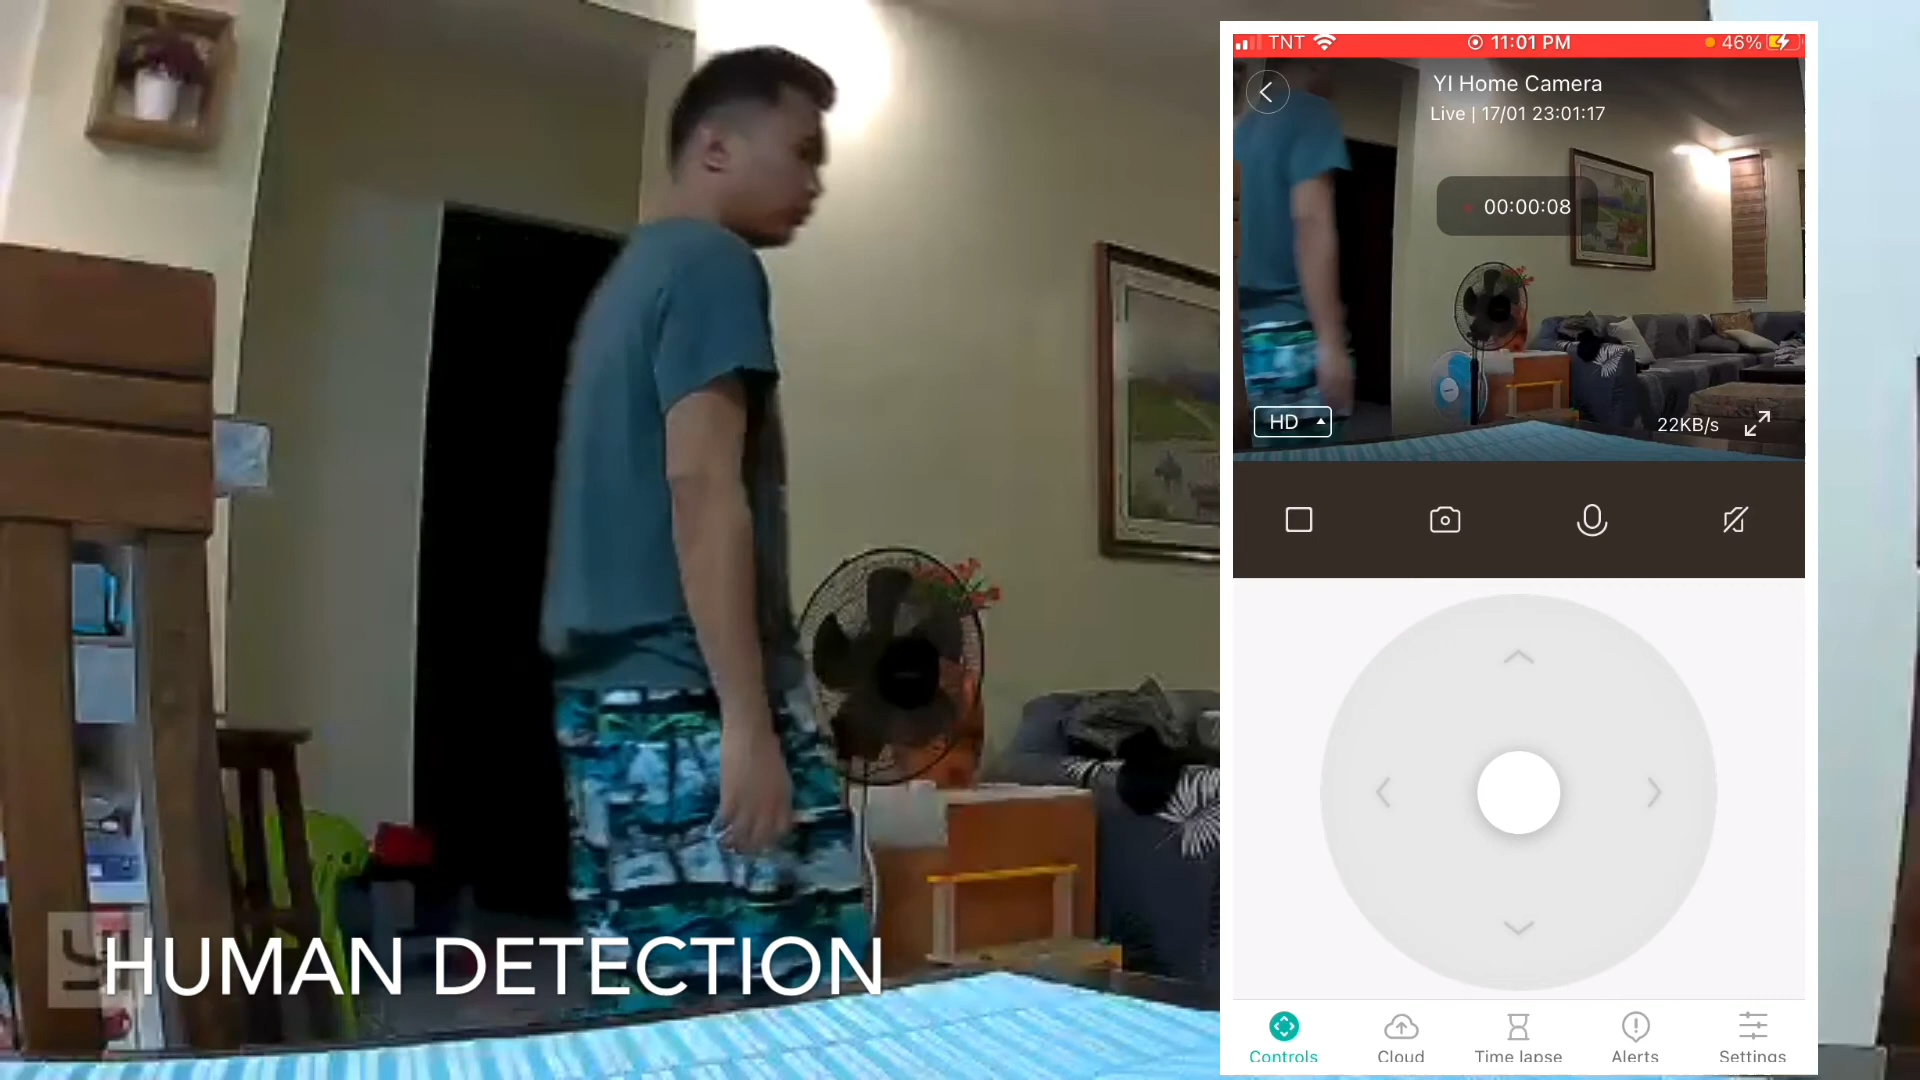 TNT
11:01 PM
46%
YI Home Camera
Live | 17/01 23:01:17
00:00:08
HD
22KB/s
HUMAN DETECTION
Controls
Cloud
Time lapse
Alerts
Settings